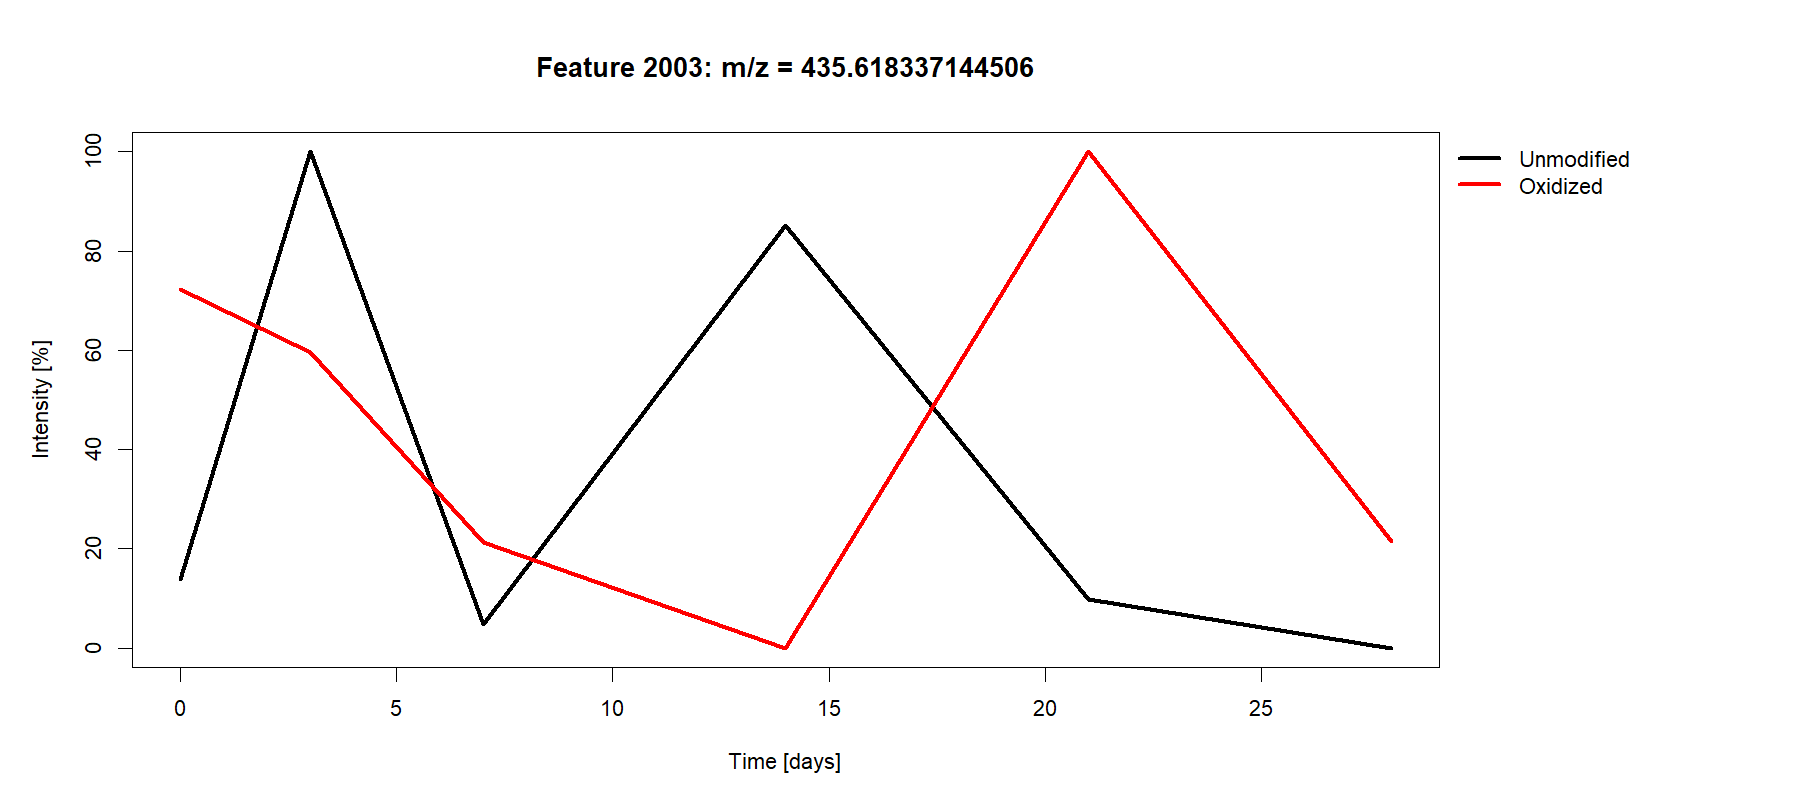 Feature 2003: m/z = 435.618337144506
Unmodified
Oxidized
Intensity [%]
100
80
60
40
20
0
0 5 10 15 20 25
Time [days]